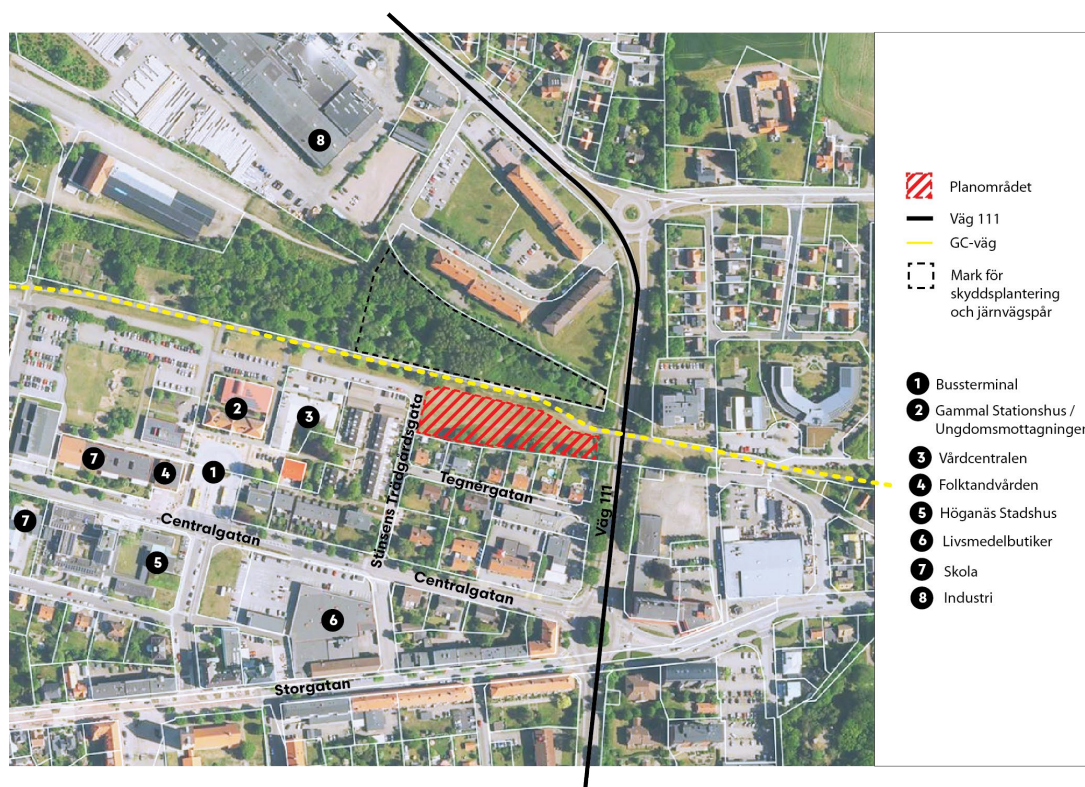 8
2
3
7
4
1
7
5
6
Stinsens Trädgårdsgata
Tegnérgatan
Väg 111
Centralgatan
Centralgatan
Storgatan
Planområdet
Väg 111
GC-väg
Mark för
skyddsplantering
och järnvägspår
1 Bussterminal
2 Gammal Stationshus /
Ungdomsmottagningen
3 Vårdcentralen
4 Folktandvården
5 Höganäs Stadshus
6 Livsmedelbutiker
7 Skola
8 Industri